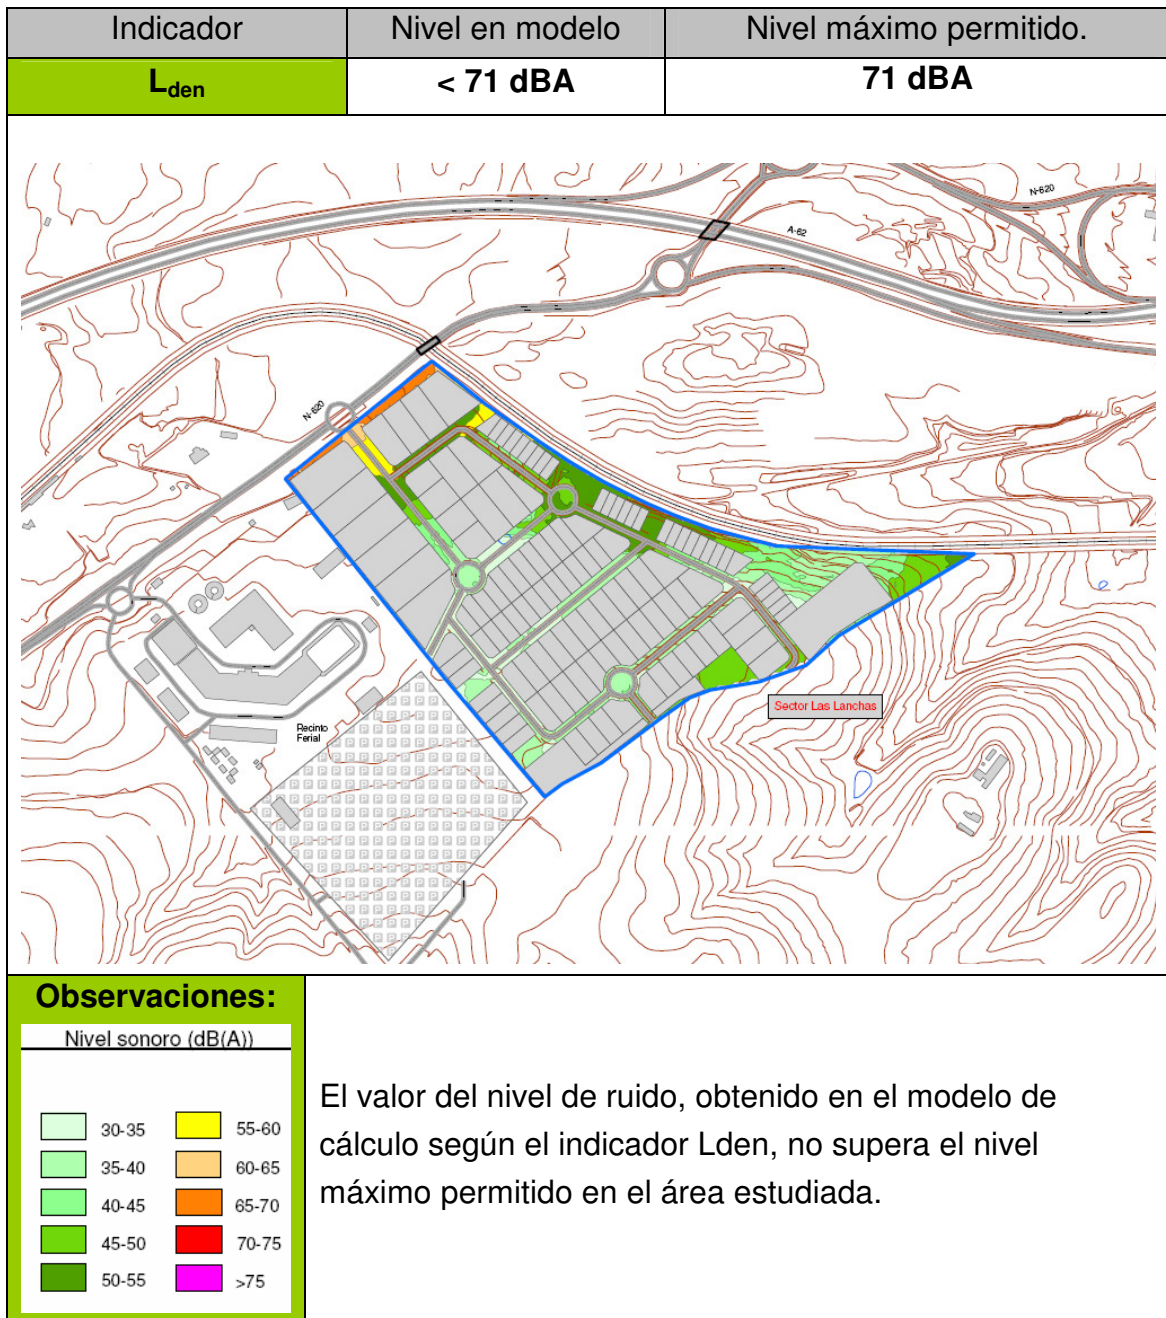 Indicador Nivel en modelo Nivel máximo permitido.
Lden < 71 dBA 71 dBA
N-620
A-62
N-620
Sector Las Lanchas
Recinto
Ferial
Observaciones:
Nivel sonoro (dB(A))
30-35 55-60
35-40 60-65
40-45 65-70
45-50 70-75
50-55 >75
El valor del nivel de ruido, obtenido en el modelo de
cálculo según el indicador Lden, no supera el nivel
máximo permitido en el área estudiada.